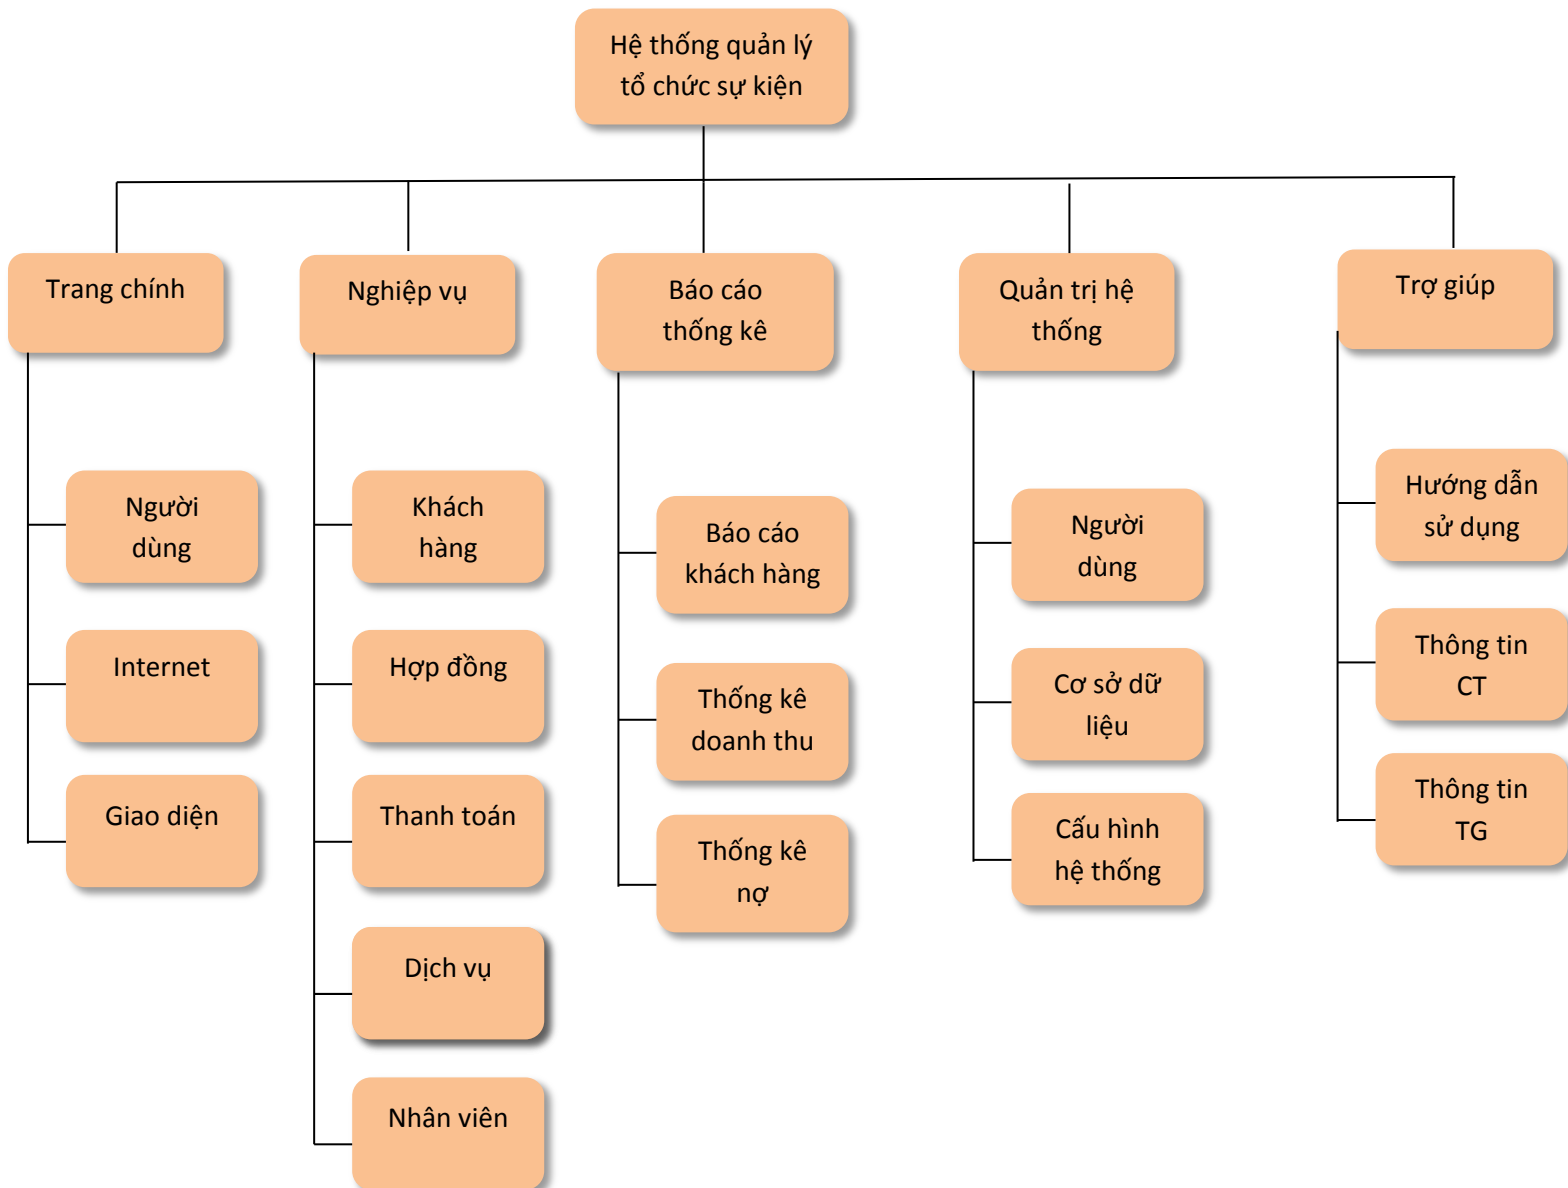 Hệ thống quản lý
tổ chức sự kiện
Trang chính
Nghiệp vụ
Báo cáo
thống kê
Quản trị hệ
thống
Trợ giúp
Người
dùng
Internet
Giao diện
Khách
hàng
Hợp đồng
Thanh toán
Dịch vụ
Nhân viên
Báo cáo
khách hàng
Thống kê
doanh thu
Thống kê
nợ
Người
dùng
Cơ sở dữ
liệu
Cấu hình
hệ thống
Hướng dẫn
sử dụng
Thông tin
CT
Thông tin
TG